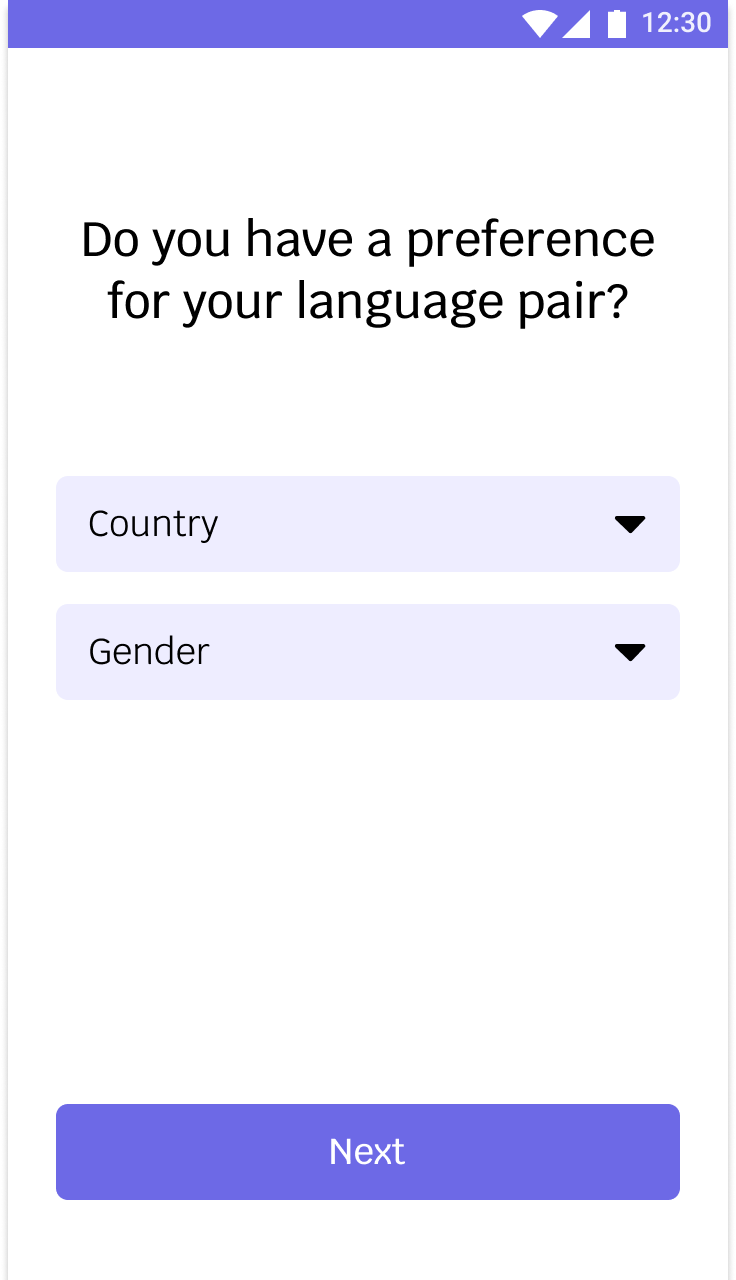 12:30
Do you have a preference
for your language pair?
Country
Gender
Next